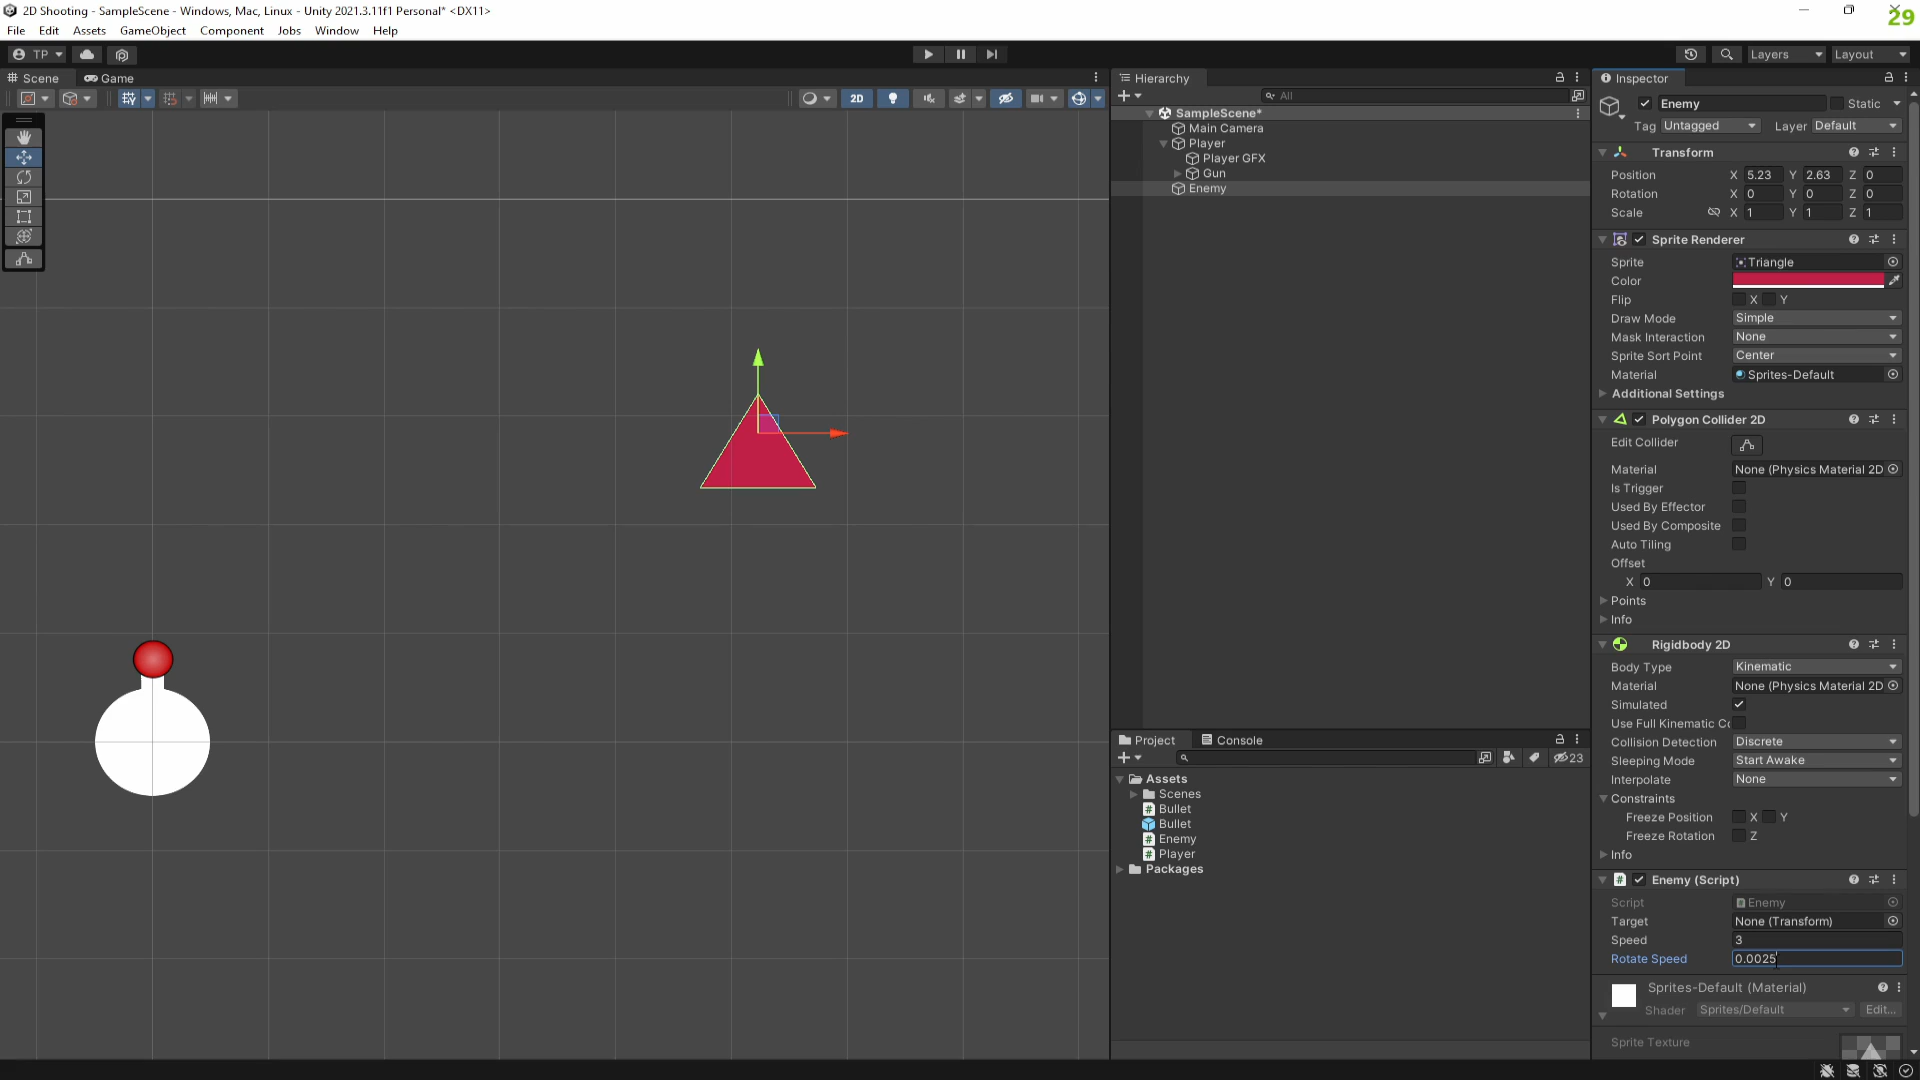 2D Shooting - SampleScene - Windows, Mac, Linux - Unity 2021.3.11f1 Personal* <DX11>
29
File Edit Assets GameObject Component Jobs Window Help
TP
Layers Layout
Scene Game
2D
Hierarchy
All
SampleScene*
Main Camera
Player
Player GFX
Gun
Enemy
Project Console
23
Assets
Scenes
Bullet
Bullet
Enemy
Player
Packages
Inspector
Enemy Static
Tag Untagged Layer Default
Transform
Position X 5.23 Y 2.63 Z 0
Rotation X 0 Y 0 Z 0
Scale X 1 Y 1 Z 1
Sprite Renderer
Sprite Triangle
Color
Flip X Y
Draw Mode Simple
Mask Interaction None
Sprite Sort Point Center
Material Sprites-Default
Additional Settings
Polygon Collider 2D
Edit Collider
Material None (Physics Material 2D
Is Trigger
Used By Effector
Used By Composite
Auto Tiling
Offset
X 0 Y 0
Points
Info
Rigidbody 2D
Body Type Kinematic
Material None (Physics Material 2D
Simulated
Use Full Kinematic Co
Collision Detection Discrete
Sleeping Mode Start Awake
Interpolate None
Constraints
Freeze Position X Y
Freeze Rotation Z
Info
Enemy (Script)
Script Enemy
Target None (Transform)
Speed 3
Rotate Speed 0.0025
Sprites-Default (Material)
Shader Sprites/Default Edit...
Sprite Texture